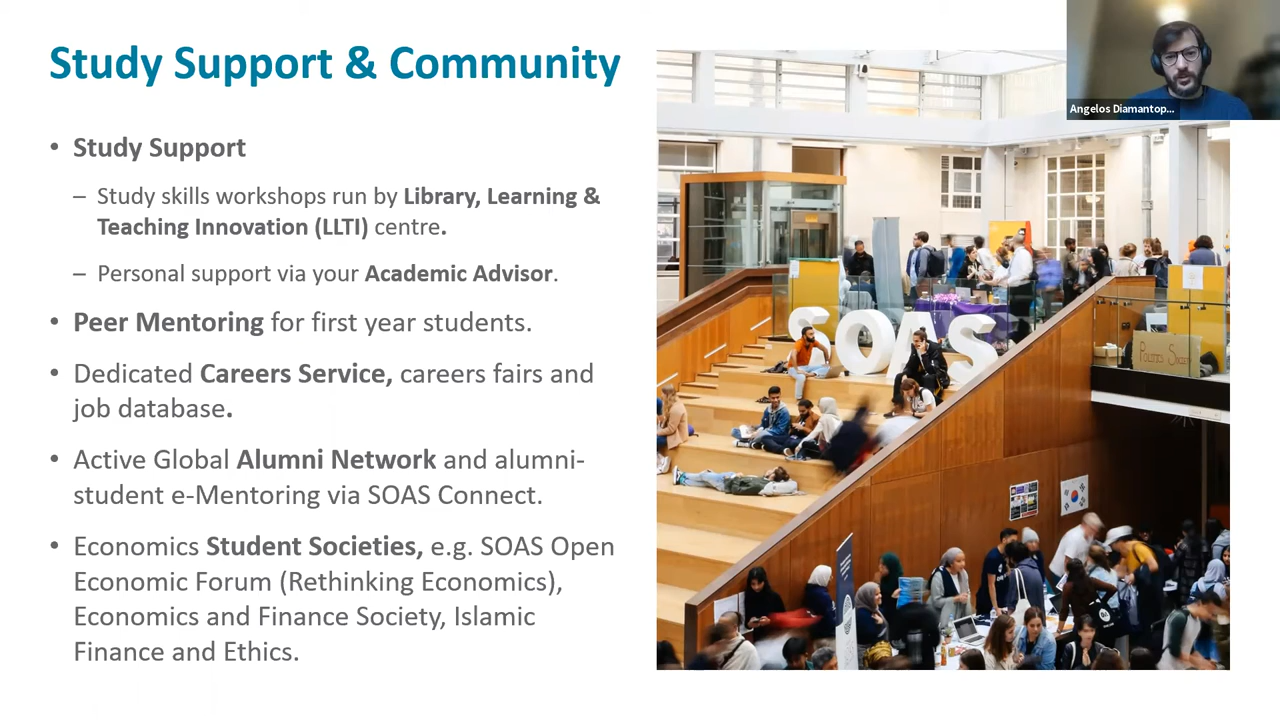 Study Support & Community
• Study Support
– Study skills workshops run by Library, Learning &
Teaching Innovation (LLTI) centre.
– Personal support via your Academic Advisor.
• Peer Mentoring for first year students.
• Dedicated Careers Service, careers fairs and
job database.
• Active Global Alumni Network and alumni-
student e-Mentoring via SOAS Connect.
• Economics Student Societies, e.g. SOAS Open
Economic Forum (Rethinking Economics),
Economics and Finance Society, Islamic
Finance and Ethics.
Angelos Diamantop...
SOAS